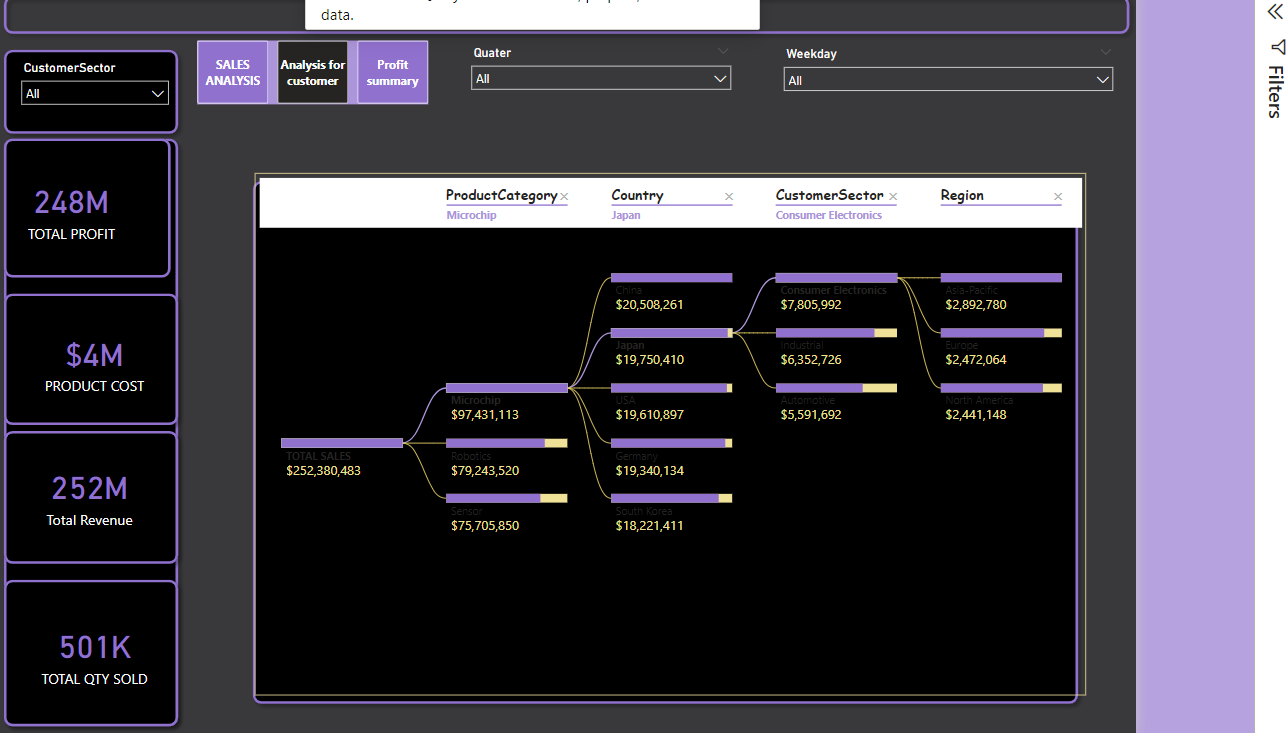 data.
CustomerSector
All
SALES
ANALYSIS
Analysis for
customer
Profit
summary
Quater
All
Weekday
All
Filters
248M
TOTAL PROFIT
$4M
PRODUCT COST
252M
Total Revenue
501K
TOTAL QTY SOLD
ProductCategory
Microchip
Country
Japan
CustomerSector
Consumer Electronics
Region
TOTAL SALES
$252,380,483
Microchip
$97,431,113
Robotics
$79,243,520
Sensor
$75,705,850
China
$20,508,261
Japan
$19,750,410
USA
$19,610,897
Germany
$19,340,134
South Korea
$18,221,411
Consumer Electronics
$7,805,992
Industrial
$6,352,726
Automotive
$5,591,692
Asia-Pacific
$2,892,780
Europe
$2,472,064
North America
$2,441,148